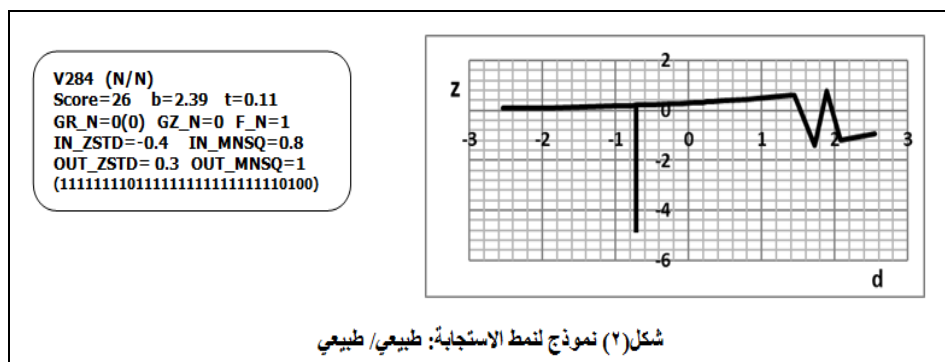 V284 (N/N)
Score=26 b=2.39 t=0.11
GR_N=0(0) GZ_N=0 F_N=1
IN_ZSTD=-0.4 IN_MNSQ=0.8
OUT_ZSTD= 0.3 OUT_MNSQ=1
(111111110111111111111111110100)
Z
2
0
-3 -2 -1 0 1 2 3
-2
-4
-6
d
شكل(٢) نموذج لنمط الاستجابة: طبيعي/ طبيعي